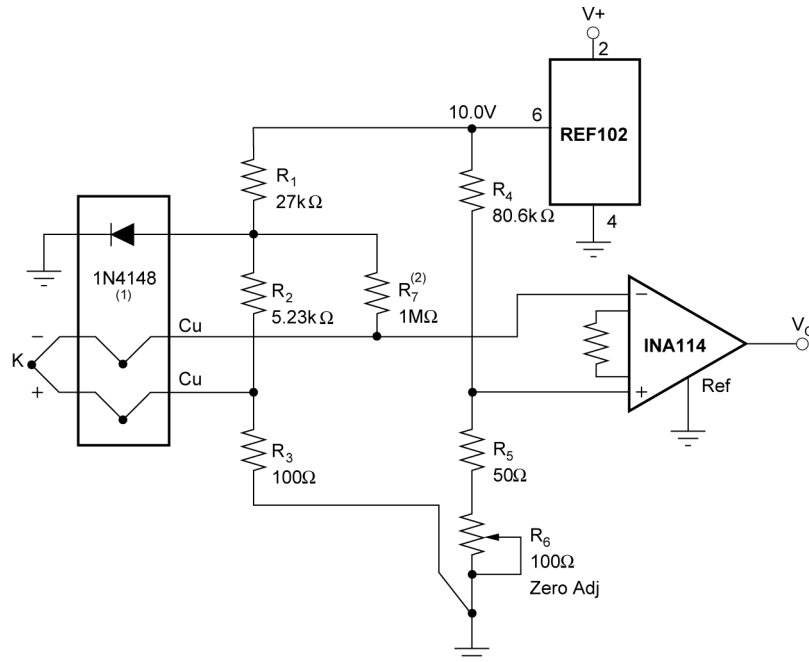 V+
2
10.0V
6
REF102
4
R1
27kΩ
R4
80.6kΩ
1N4148
(1)
R2
5.23kΩ
R7(2)
1MΩ
−
K
+
Cu
Cu
−
INA114
+
VO
Ref
R3
100Ω
R5
50Ω
R6
100Ω
Zero Adj